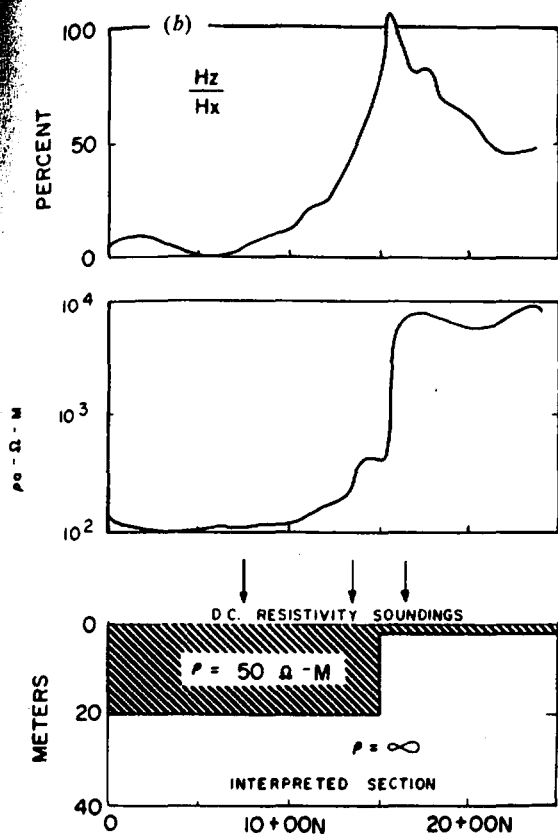 (b)
100
50
0
PERCENT
Hz
Hx
10⁴
10³
10²
ρa - Ω - M
D.C. RESISTIVITY SOUNDINGS
0
20
40
METERS
ρ = 50 Ω-M
ρ = ∞
INTERPRETED SECTION
0 10+00N 20+00N